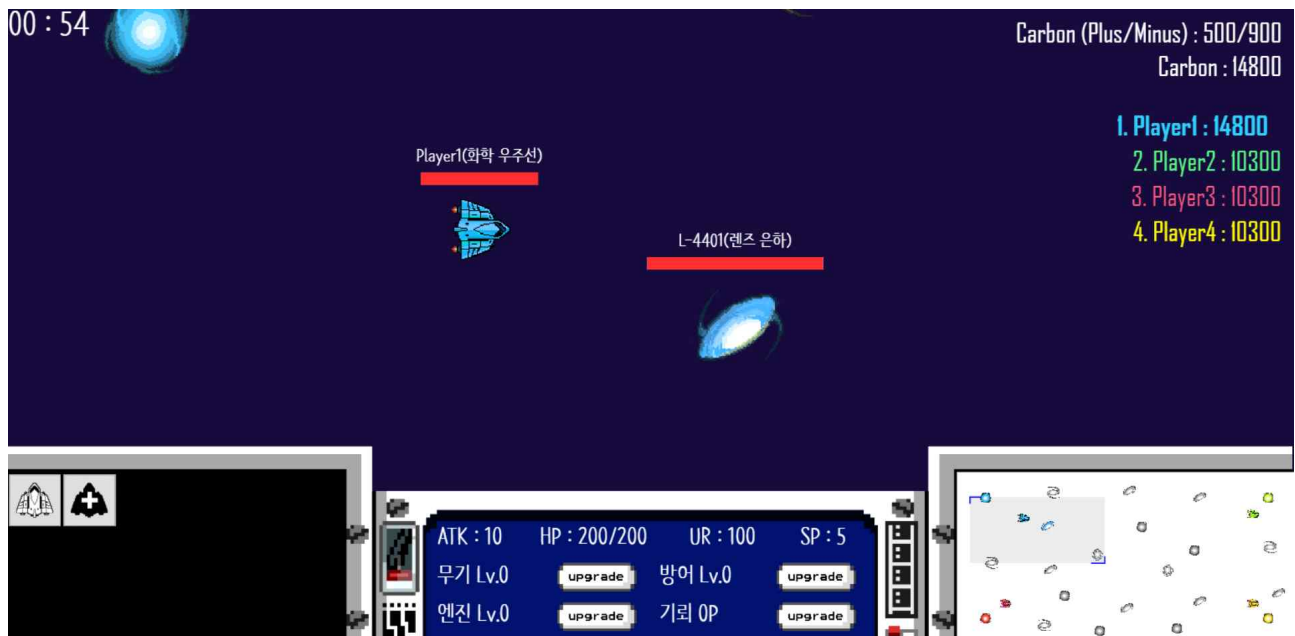 00 : 54
Carbon (Plus/Minus) : 500/900
Carbon : 14800
1. Player1 : 14800
2. Player2 : 10300
3. Player3 : 10300
4. Player4 : 10300
Player1(화학 우주선)
L-4401(렌즈 은하)
ATK : 10 HP : 200/200 UR : 100 SP : 5
무기 Lv.0 upgrade 방어 Lv.0 upgrade
엔진 Lv.0 upgrade 기뢰 0P upgrade